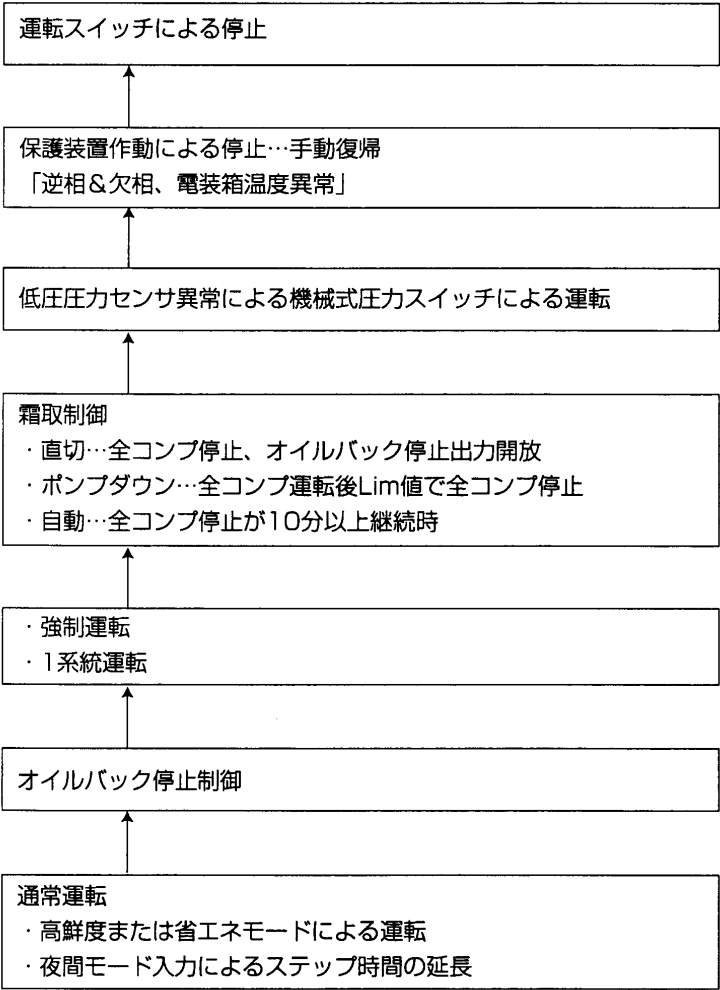 運転スイッチによる停止
保護装置作動による停止…手動復帰
「逆相＆欠相、電装箱温度異常」
低圧圧力センサ異常による機械式圧力スイッチによる運転
霜取制御
・直切…全コンプ停止、オイルバック停止出力開放
・ポンプダウン…全コンプ運転後Lim値で全コンプ停止
・自動…全コンプ停止が10分以上継続時
・強制運転
・1系統運転
オイルバック停止制御
通常運転
・高鮮度または省エネモードによる運転
・夜間モード入力によるステップ時間の延長